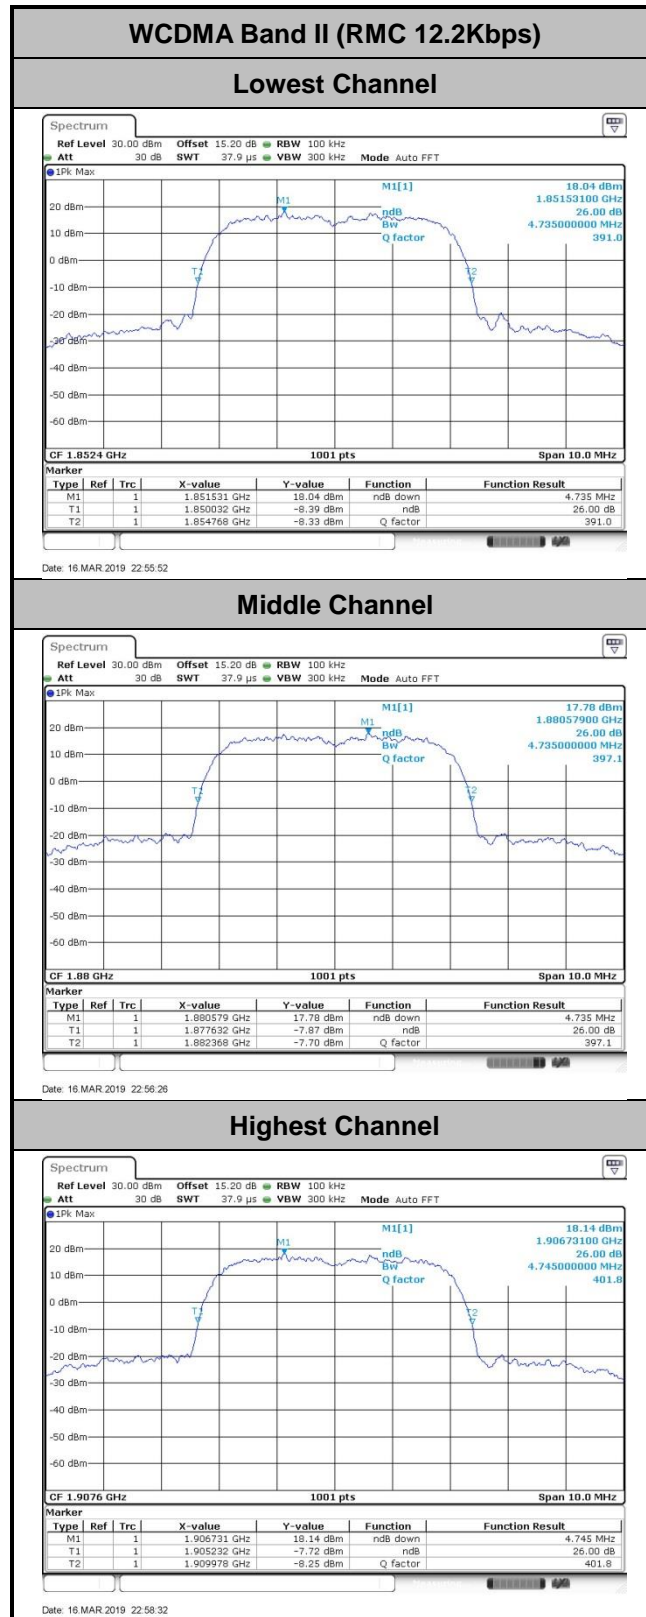 WCDMA Band II (RMC 12.2Kbps)
Lowest Channel
Spectrum
Ref Level 30.00 dBm Offset 15.20 dB RBW 100 kHz
Att 30 dB SWT 37.9 µs VBW 300 kHz Mode Auto FFT
1Pk Max
M1[1] 18.04 dBm
1.85153100 GHz
ndB 26.00 dB
Bw 4.735000000 MHz
Q factor 391.0
M1
T1
T2
20 dBm
10 dBm
0 dBm
-10 dBm
-20 dBm
-30 dBm
-40 dBm
-50 dBm
-60 dBm
CF 1.8524 GHz 1001 pts Span 10.0 MHz
Marker
Type Ref Trc X-value Y-value Function Function Result
M1 1 1.851531 GHz 18.04 dBm ndB down 4.735 MHz
T1 1 1.850032 GHz -8.39 dBm ndB 26.00 dB
T2 1 1.854768 GHz -8.33 dBm Q factor 391.0
Date: 16.MAR.2019 22:55:52
Middle Channel
Spectrum
Ref Level 30.00 dBm Offset 15.20 dB RBW 100 kHz
Att 30 dB SWT 37.9 µs VBW 300 kHz Mode Auto FFT
1Pk Max
M1[1] 17.78 dBm
1.88057900 GHz
ndB 26.00 dB
Bw 4.735000000 MHz
Q factor 397.1
M1
T1
T2
20 dBm
10 dBm
0 dBm
-10 dBm
-20 dBm
-30 dBm
-40 dBm
-50 dBm
-60 dBm
CF 1.88 GHz 1001 pts Span 10.0 MHz
Marker
Type Ref Trc X-value Y-value Function Function Result
M1 1 1.880579 GHz 17.78 dBm ndB down 4.735 MHz
T1 1 1.877632 GHz -7.87 dBm ndB 26.00 dB
T2 1 1.882368 GHz -7.70 dBm Q factor 397.1
Date: 16.MAR.2019 22:56:26
Highest Channel
Spectrum
Ref Level 30.00 dBm Offset 15.20 dB RBW 100 kHz
Att 30 dB SWT 37.9 µs VBW 300 kHz Mode Auto FFT
1Pk Max
M1[1] 18.14 dBm
1.90673100 GHz
ndB 26.00 dB
Bw 4.745000000 MHz
Q factor 401.8
M1
T1
T2
20 dBm
10 dBm
0 dBm
-10 dBm
-20 dBm
-30 dBm
-40 dBm
-50 dBm
-60 dBm
CF 1.9076 GHz 1001 pts Span 10.0 MHz
Marker
Type Ref Trc X-value Y-value Function Function Result
M1 1 1.906731 GHz 18.14 dBm ndB down 4.745 MHz
T1 1 1.905232 GHz -7.72 dBm ndB 26.00 dB
T2 1 1.909978 GHz -8.25 dBm Q factor 401.8
Date: 16.MAR.2019 22:58:32